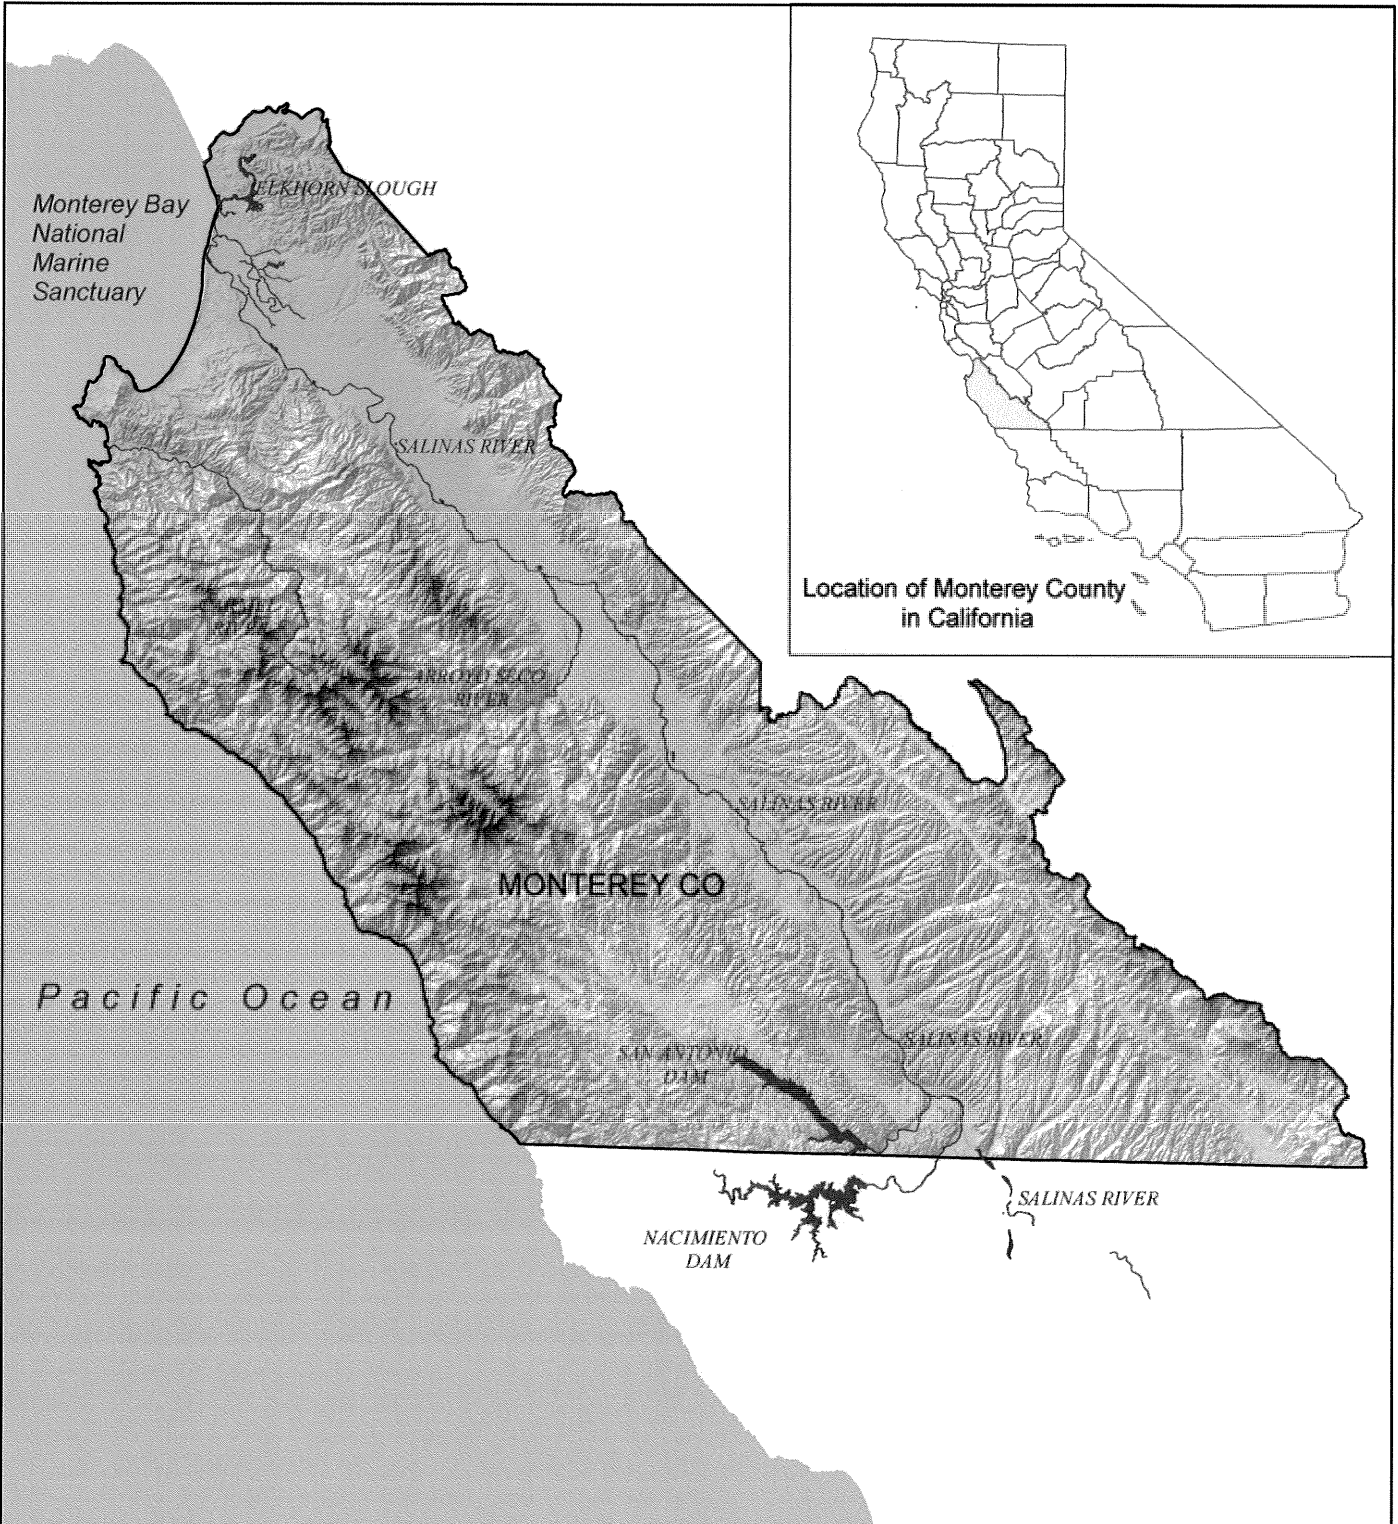 ELKHORN SLOUGH
Monterey Bay
National
Marine
Sanctuary
SALINAS RIVER
Location of Monterey County
in California
RIVER
ARROYO SECO
RIVER
SALINAS RIVER
MONTEREY CO
Pacific Ocean
SALINAS RIVER
SAN ANTONIO
DAM
SALINAS RIVER
NACIMIENTO
DAM